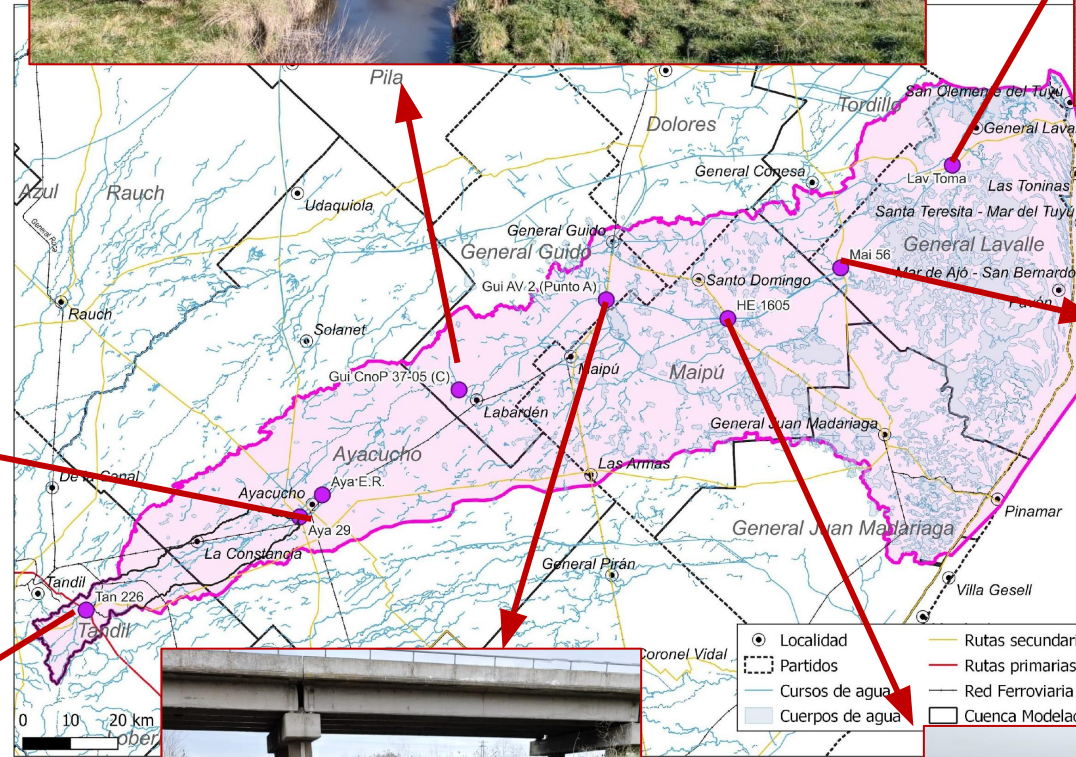 Pila
Tordillo
San Clemente del Tuyú
Dolores
General Lava
General Conesa
Lav Toma
Azul
Rauch
Udaquiola
Las Toninas
Santa Teresita - Mar del Tuyú
General Guido
General Guido
General Lavalle
Mai 56
Mar de Ajó - San Bernardo
Santo Domingo
Gui AV 2 (Punto A)
Pavón
HE 1605
Rauch
Solanet
Maipú
Maipú
Gui CnoP 37-05 (C)
Labardén
General Juan Madariaga
Ayacucho
Las Armas
De la Canal
Aya E.R.
Ayacucho
Aya 29
Pinamar
General Juan Madariaga
La Constancia
General Pirán
Tandil
Tan 226
Villa Gesell
Tandil
Coronel Vidal
Localidad
Partidos
Cursos de agua
Cuerpos de agua
Rutas secundari
Rutas primarias
Red Ferroviaria
Cuenca Modelad
0 10 20 km
Lober